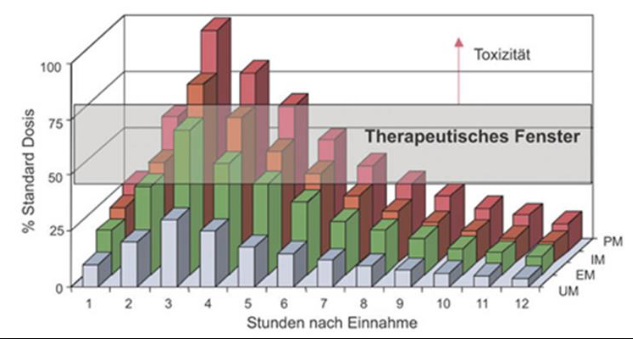 100
75
50
25
0
% Standard Dosis
Toxizität
Therapeutisches Fenster
PM
IM
EM
UM
1 2 3 4 5 6 7 8 9 10 11 12
Stunden nach Einnahme